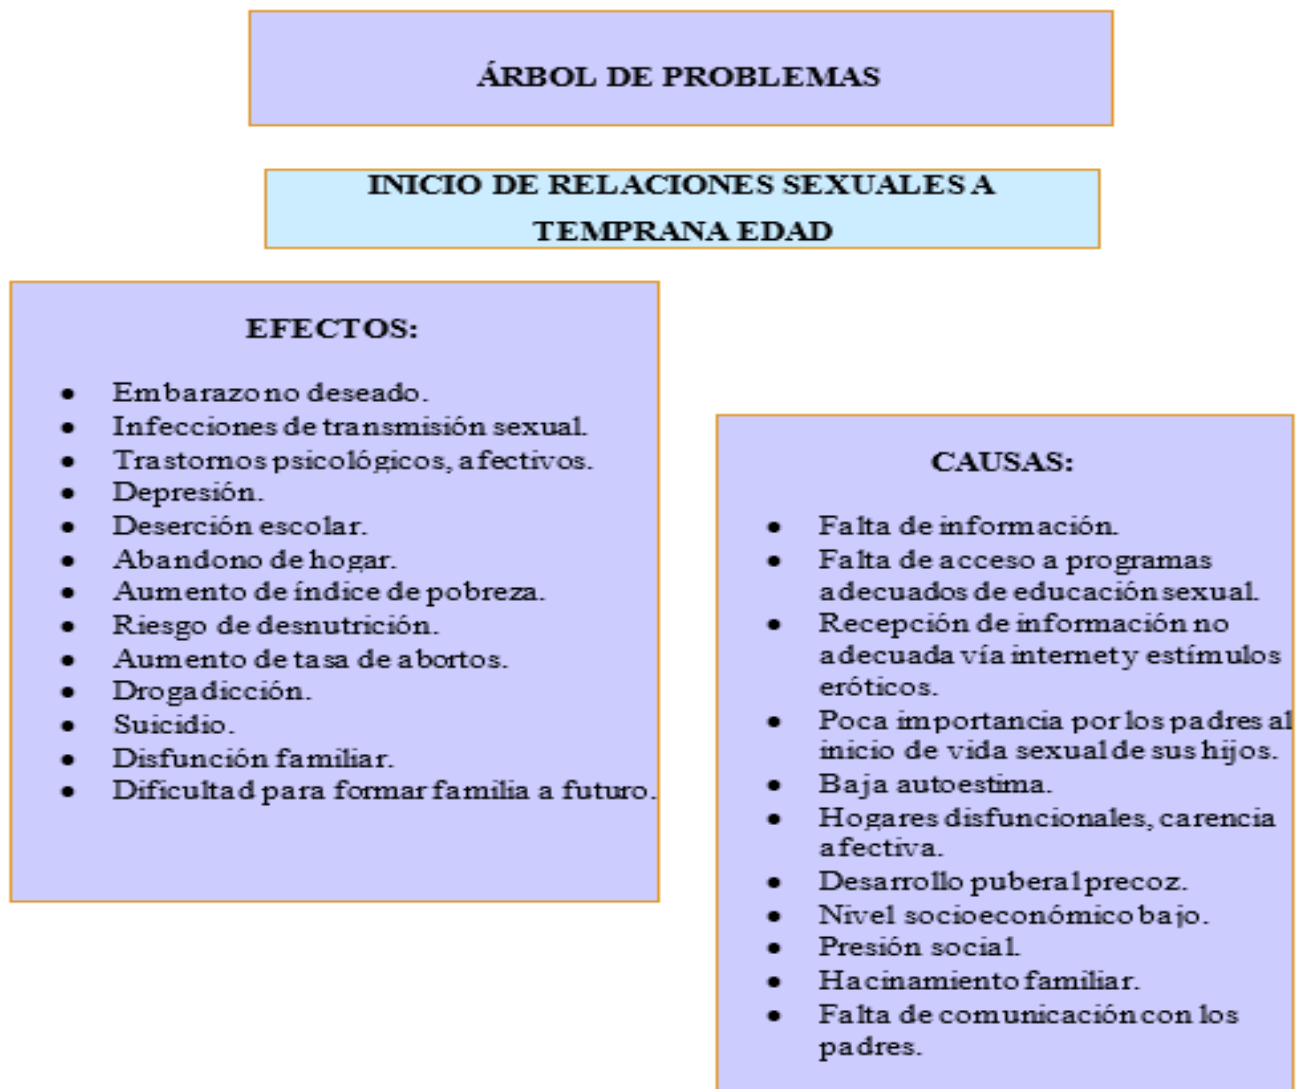 ÁRBOL DE PROBLEMAS
INICIO DE RELACIONES SEXUALES A
TEMPRANA EDAD
EFECTOS:
• Embarazo no deseado.
• Infecciones de transmisión sexual.
• Trastornos psicológicos, afectivos.
• Depresión.
• Deserción escolar.
• Abandono de hogar.
• Aumento de índice de pobreza.
• Riesgo de desnutrición.
• Aumento de tasa de abortos.
• Drogadicción.
• Suicidio.
• Disfunción familiar.
• Dificultad para formar familia a futuro.
CAUSAS:
• Falta de información.
• Falta de acceso a programas
adecuados de educación sexual.
• Recepción de información no
adecuada vía internet y estímulos
eróticos.
• Poca importancia por los padres al
inicio de vida sexual de sus hijos.
• Baja autoestima.
• Hogares disfuncionales, carencia
afectiva.
• Desarrollo puberal precoz.
• Nivel socioeconómico bajo.
• Presión social.
• Hacinamiento familiar.
• Falta de comunicación con los
padres.